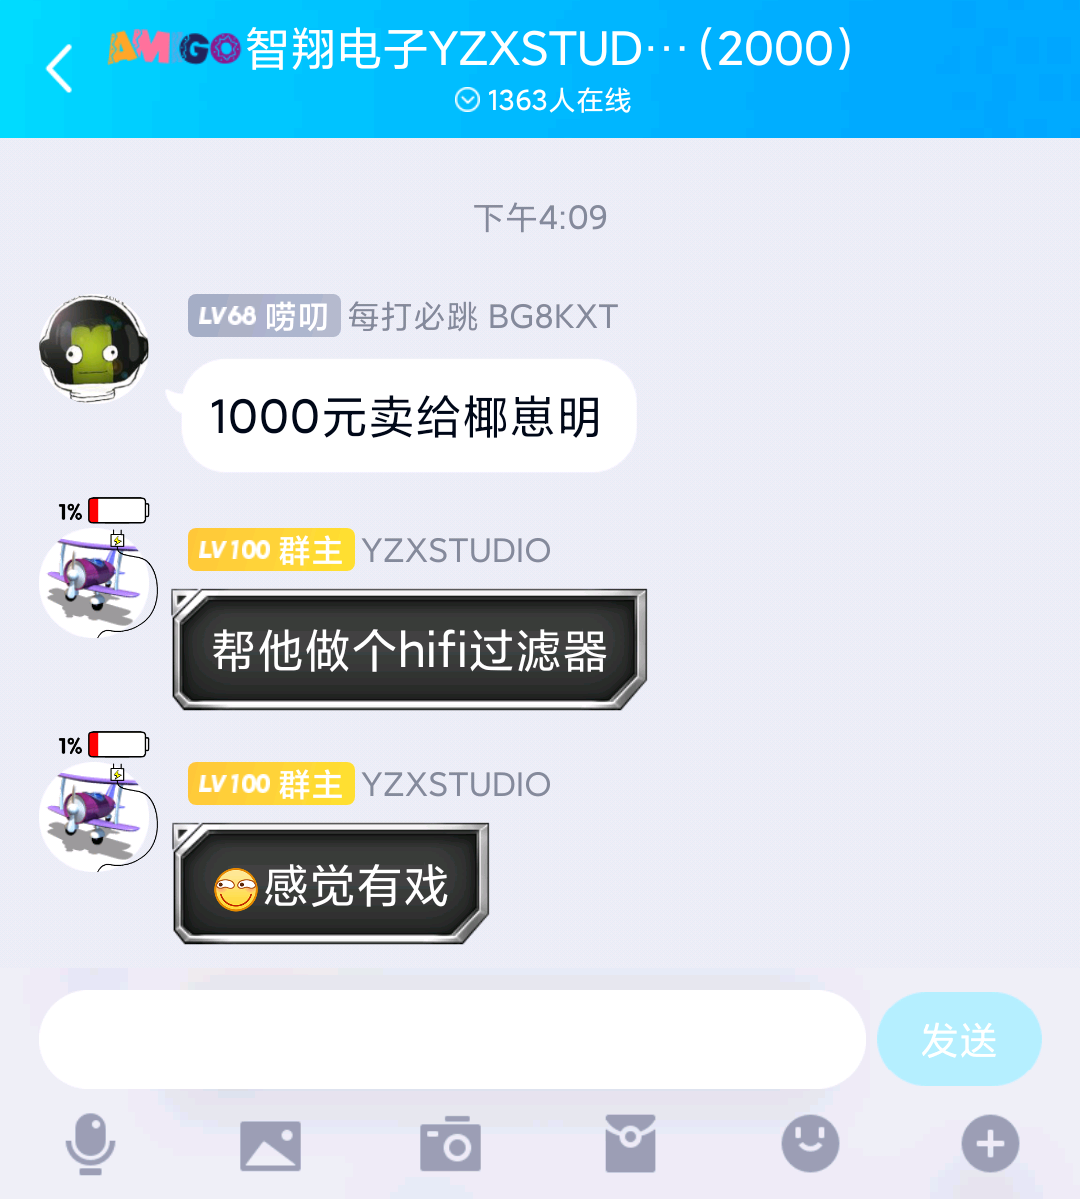 AMIGO智翔电子YZXSTUD…(2000)
1363人在线
下午4:09
LV68 唠叨 每打必跳 BG8KXT
1000元卖给椰崽明
1%
LV100 群主 YZXSTUDIO
帮他做个hifi过滤器
1%
LV100 群主 YZXSTUDIO
感觉有戏
发送